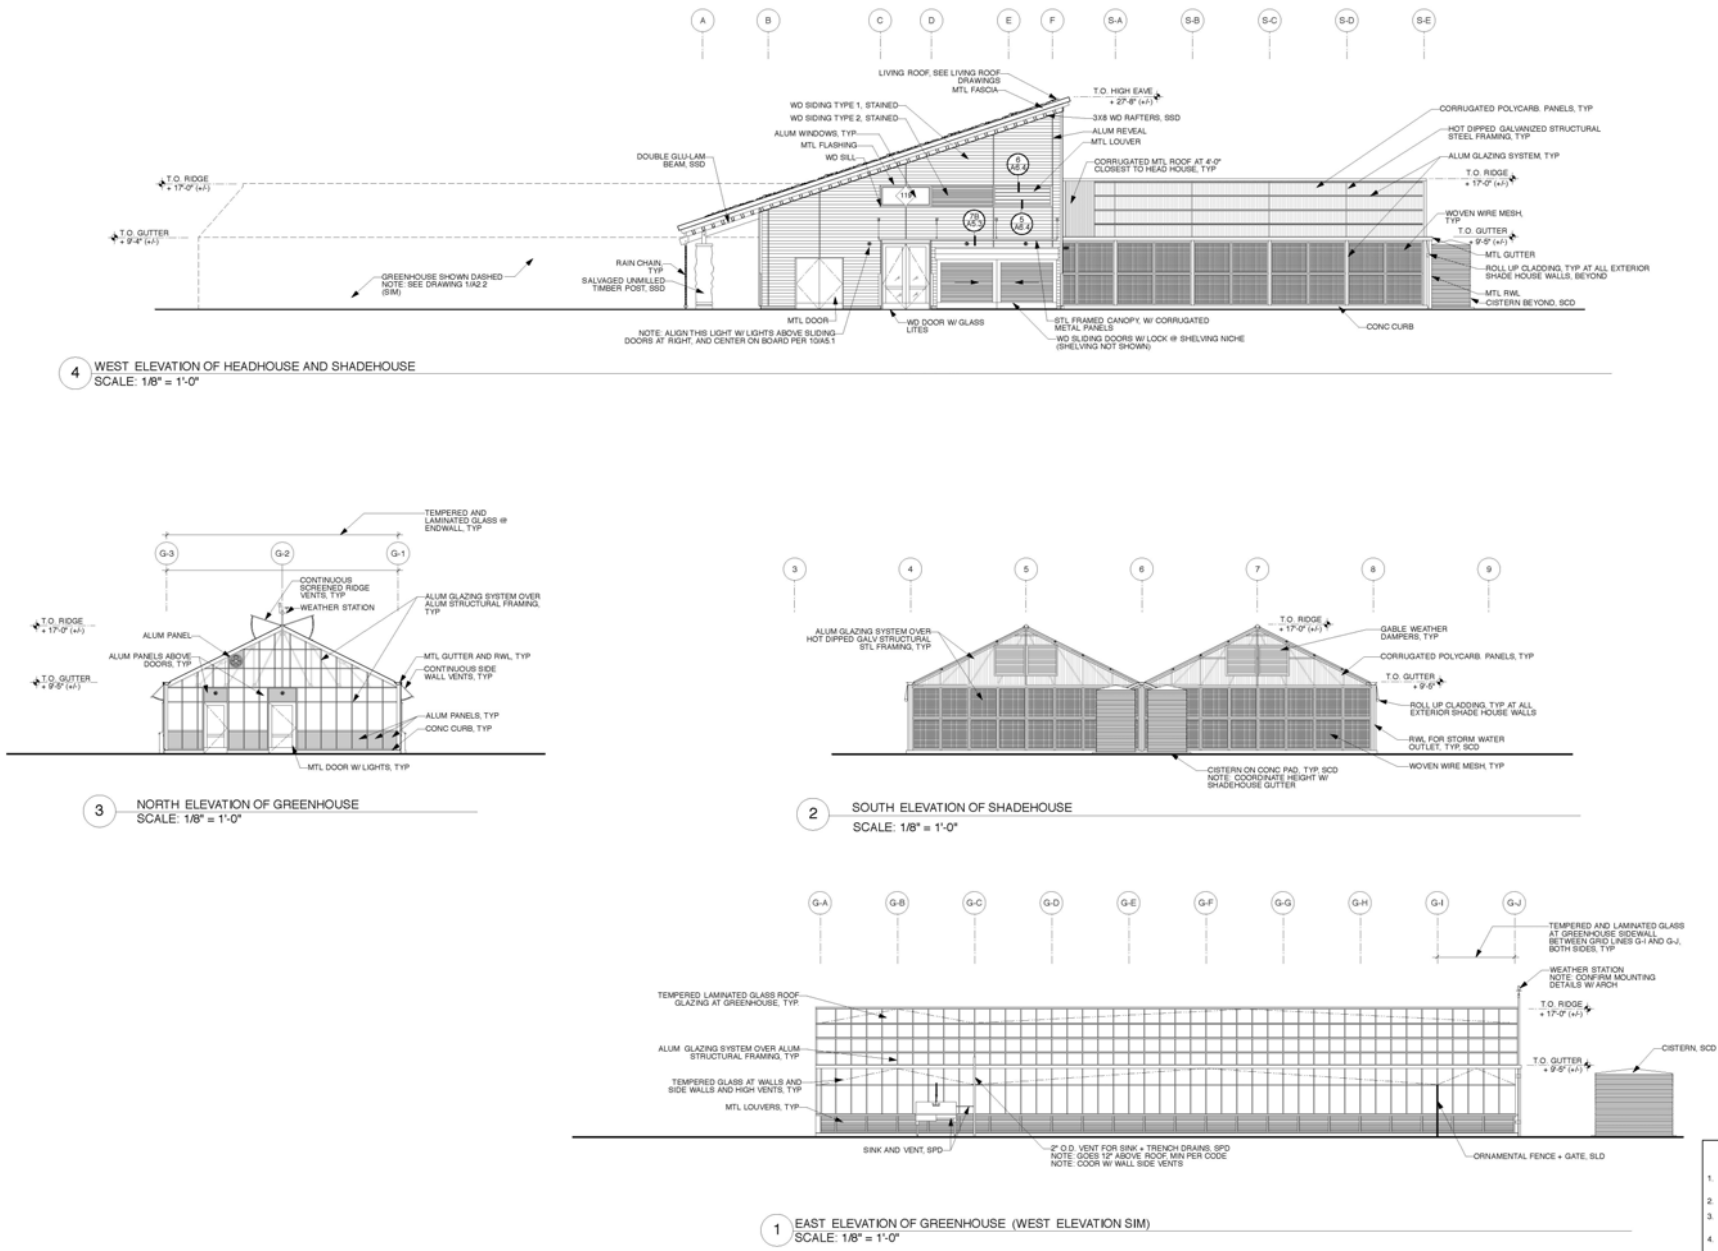 A
B
C
D
E
F
S-A
S-B
S-C
S-D
S-E
LIVING ROOF, SEE LIVING ROOF
DRAWINGS
MTL FASCIA
WD SIDING TYPE 1, STAINED
WD SIDING TYPE 2, STAINED
ALUM WINDOWS, TYP
MTL FLASHING
WD SILL
DOUBLE GLU-LAM
BEAM, SSD
T.O. HIGH EAVE
+ 27'-8" (+/-)
3X8 WD RAFTERS, SSD
ALUM REVEAL
MTL LOUVER
CORRUGATED MTL ROOF AT 4'-0"
CLOSEST TO HEAD HOUSE, TYP
CORRUGATED POLYCARB. PANELS, TYP
HOT DIPPED GALVANIZED STRUCTURAL
STEEL FRAMING, TYP
ALUM GLAZING SYSTEM, TYP
T.O. RIDGE
+ 17'-0" (+/-)
T.O. RIDGE
+ 17'-0" (+/-)
WOVEN WIRE MESH,
TYP
T.O. GUTTER
+ 9'-4" (+/-)
T.O. GUTTER
+ 9'-5" (+/-)
6
A6.4
7B
A5.3
5
A6.4
MTL GUTTER
ROLL UP CLADDING, TYP AT ALL EXTERIOR
SHADE HOUSE WALLS, BEYOND
MTL RWL
CISTERN BEYOND, SCD
GREENHOUSE SHOWN DASHED
NOTE: SEE DRAWING 1/A2.2
(SIM)
RAIN CHAIN,
TYP
SALVAGED UNMILLED
TIMBER POST, SSD
MTL DOOR
NOTE: ALIGN THIS LIGHT W/ LIGHTS ABOVE SLIDING
DOORS AT RIGHT, AND CENTER ON BOARD PER 10/A5.1
WD DOOR W/ GLASS
LITES
STL FRAMED CANOPY, W/ CORRUGATED
METAL PANELS
WD SLIDING DOORS W/ LOCK @ SHELVING NICHE
(SHELVING NOT SHOWN)
CONC CURB
4
WEST ELEVATION OF HEADHOUSE AND SHADEHOUSE
SCALE: 1/8" = 1'-0"
TEMPERED AND
LAMINATED GLASS @
ENDWALL, TYP
G-3
G-2
G-1
CONTINUOUS
SCREENED RIDGE
VENTS, TYP
WEATHER STATION
ALUM GLAZING SYSTEM OVER
ALUM STRUCTURAL FRAMING,
TYP
T.O. RIDGE
+ 17'-0" (+/-)
ALUM PANEL
ALUM PANELS ABOVE
DOORS, TYP
MTL GUTTER AND RWL, TYP
CONTINUOUS SIDE
WALL VENTS, TYP
T.O. GUTTER
+ 9'-5" (+/-)
ALUM PANELS, TYP
CONC CURB, TYP
MTL DOOR W/ LIGHTS, TYP
3
NORTH ELEVATION OF GREENHOUSE
SCALE: 1/8" = 1'-0"
3
4
5
6
7
8
9
ALUM GLAZING SYSTEM OVER
HOT DIPPED GALV STRUCTURAL
STL FRAMING, TYP
T.O. RIDGE
+ 17'-0" (+/-)
GABLE WEATHER
DAMPERS, TYP
CORRUGATED POLYCARB. PANELS, TYP
T.O. GUTTER
+ 9'-5"
ROLL UP CLADDING, TYP AT ALL
EXTERIOR SHADE HOUSE WALLS
RWL FOR STORM WATER
OUTLET, TYP, SCD
WOVEN WIRE MESH, TYP
CISTERN ON CONC PAD, TYP, SCD
NOTE: COORDINATE HEIGHT W/
SHADEHOUSE GUTTER
2
SOUTH ELEVATION OF SHADEHOUSE
SCALE: 1/8" = 1'-0"
G-A
G-B
G-C
G-D
G-E
G-F
G-G
G-H
G-I
G-J
TEMPERED AND LAMINATED GLASS
AT GREENHOUSE SIDEWALL
BETWEEN GRID LINES G-I AND G-J,
BOTH SIDES, TYP
WEATHER STATION
NOTE: CONFIRM MOUNTING
DETAILS W/ ARCH
TEMPERED LAMINATED GLASS ROOF
GLAZING AT GREENHOUSE, TYP.
T.O. RIDGE
+ 17'-0" (+/-)
ALUM GLAZING SYSTEM OVER ALUM
STRUCTURAL FRAMING, TYP
CISTERN, SCD
T.O. GUTTER
+ 9'-5" (+/-)
TEMPERED GLASS AT WALLS AND
SIDE WALLS AND HIGH VENTS, TYP
MTL LOUVERS, TYP
SINK AND VENT, SPD
2" O.D. VENT FOR SINK + TRENCH DRAINS, SPD
NOTE: GOES 12" ABOVE ROOF, MIN PER CODE
NOTE: COOR W/ WALL SIDE VENTS
ORNAMENTAL FENCE + GATE, SLD
1
EAST ELEVATION OF GREENHOUSE (WEST ELEVATION SIM)
SCALE: 1/8" = 1'-0"
1.
2.
3.
4.